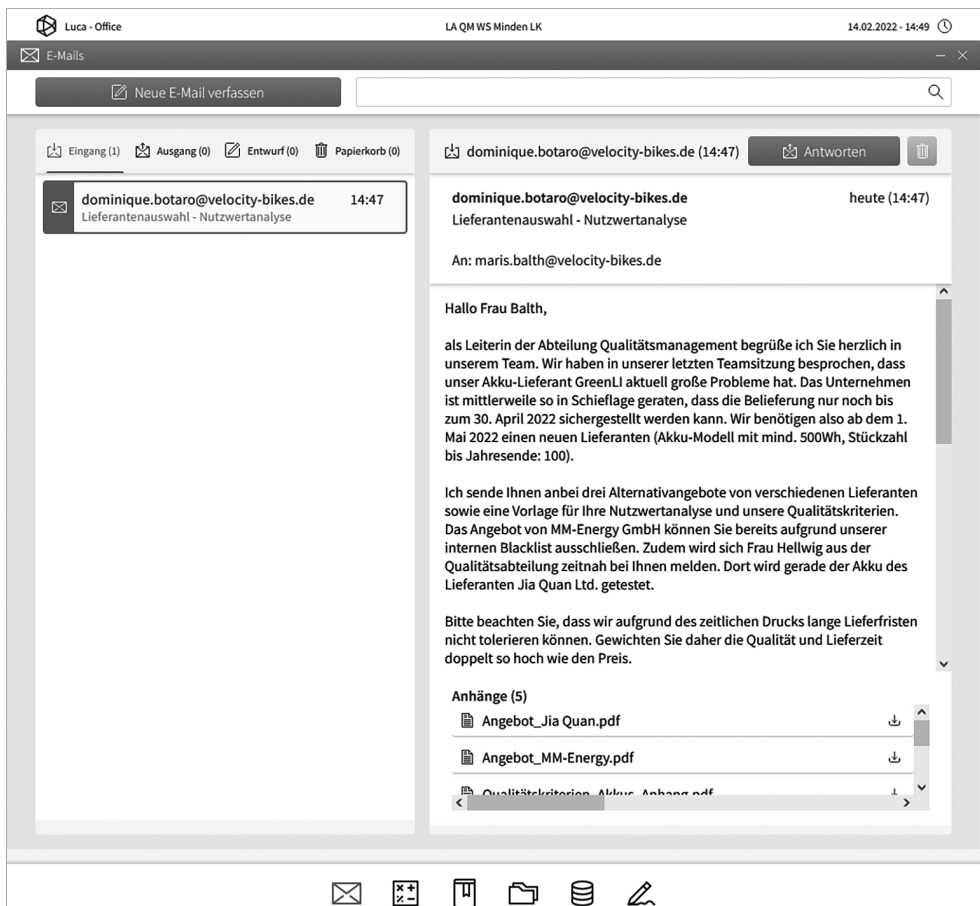 Luca - Office
LA QM WS Minden LK
14.02.2022 - 14:49
E-Mails
Neue E-Mail verfassen
Eingang (1)
Ausgang (0)
Entwurf (0)
Papierkorb (0)
dominique.botaro@velocity-bikes.de 14:47
Lieferantenauswahl - Nutzwertanalyse
dominique.botaro@velocity-bikes.de (14:47)
Antworten
dominique.botaro@velocity-bikes.de heute (14:47)
Lieferantenauswahl - Nutzwertanalyse
An: maris.balth@velocity-bikes.de
Hallo Frau Balth,
als Leiterin der Abteilung Qualitätsmanagement begrüße ich Sie herzlich in
unserem Team. Wir haben in unserer letzten Teamsitzung besprochen, dass
unser Akku-Lieferant GreenLI aktuell große Probleme hat. Das Unternehmen
ist mittlerweile so in Schieflage geraten, dass die Belieferung nur noch bis
zum 30. April 2022 sichergestellt werden kann. Wir benötigen also ab dem 1.
Mai 2022 einen neuen Lieferanten (Akku-Modell mit mind. 500Wh, Stückzahl
bis Jahresende: 100).
Ich sende Ihnen anbei drei Alternativangebote von verschiedenen Lieferanten
sowie eine Vorlage für Ihre Nutzwertanalyse und unsere Qualitätskriterien.
Das Angebot von MM-Energy GmbH können Sie bereits aufgrund unserer
internen Blacklist ausschließen. Zudem wird sich Frau Hellwig aus der
Qualitätsabteilung zeitnah bei Ihnen melden. Dort wird gerade der Akku des
Lieferanten Jia Quan Ltd. getestet.
Bitte beachten Sie, dass wir aufgrund des zeitlichen Drucks lange Lieferfristen
nicht tolerieren können. Gewichten Sie daher die Qualität und Lieferzeit
doppelt so hoch wie den Preis.
Anhänge (5)
Angebot_Jia Quan.pdf
Angebot_MM-Energy.pdf
Qualitätskriterien_Akkus_Anhang.pdf